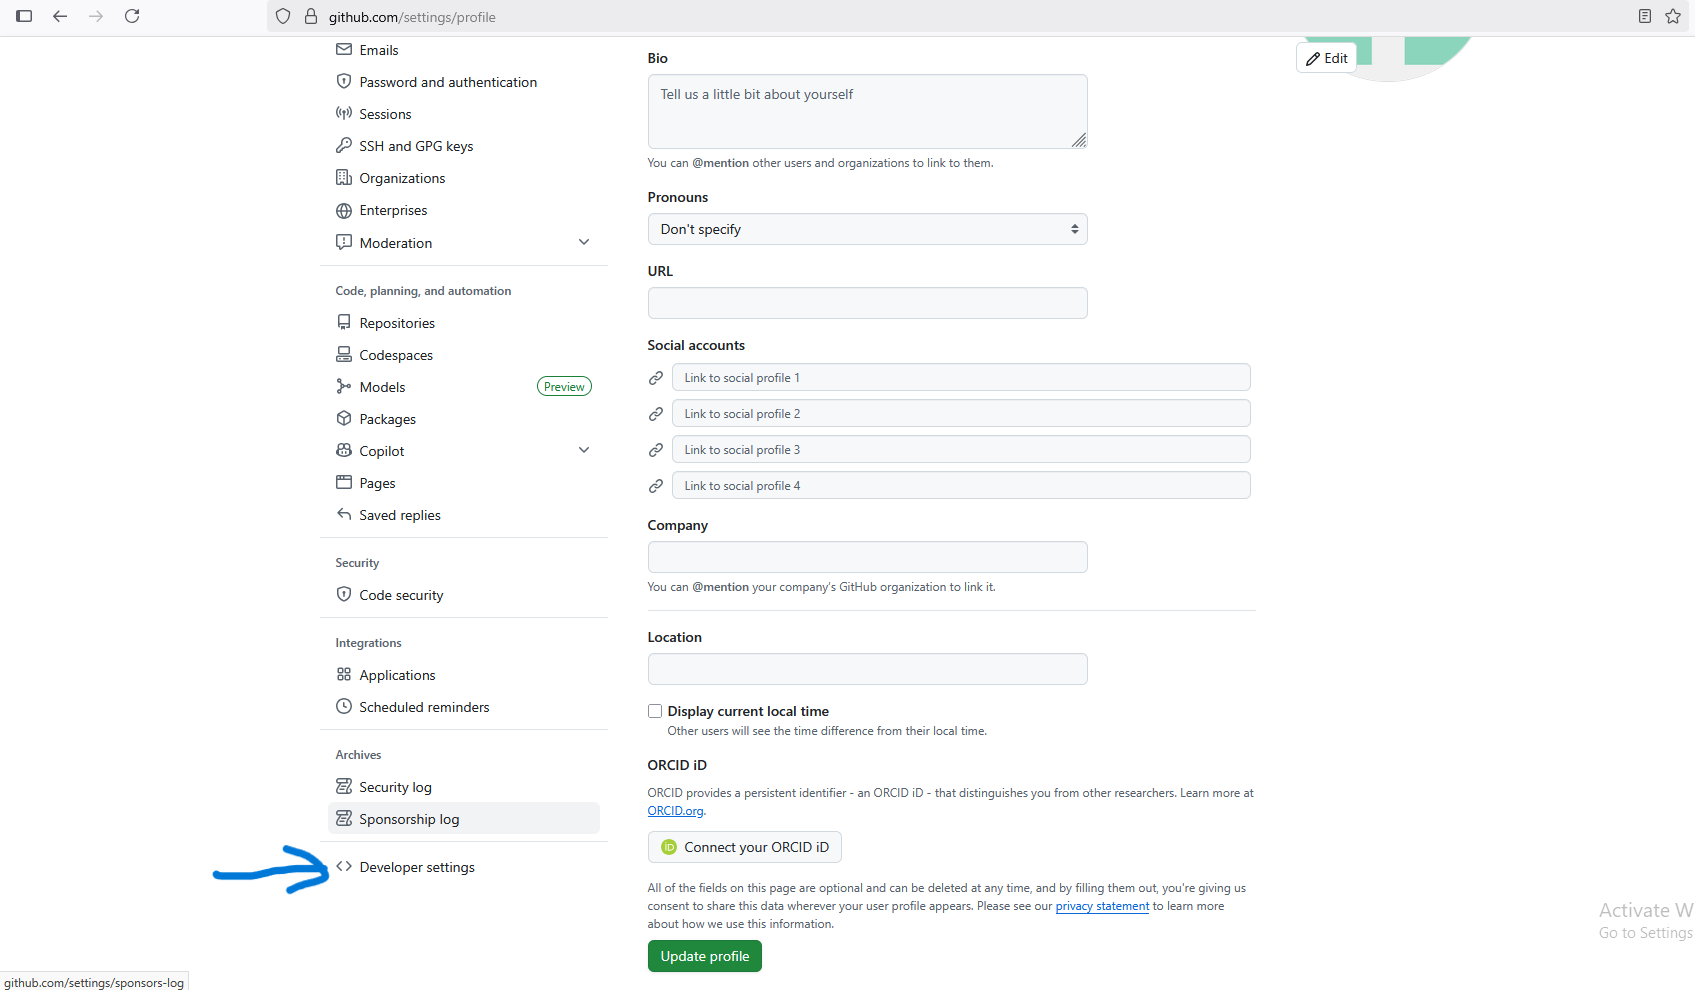 github.com/settings/profile
Emails
Password and authentication
Sessions
SSH and GPG keys
Organizations
Enterprises
Moderation
Code, planning, and automation
Repositories
Codespaces
Models Preview
Packages
Copilot
Pages
Saved replies
Security
Code security
Integrations
Applications
Scheduled reminders
Archives
Security log
Sponsorship log
Developer settings
Bio
Tell us a little bit about yourself
You can @mention other users and organizations to link to them.
Pronouns
Don't specify
URL
Social accounts
Link to social profile 1
Link to social profile 2
Link to social profile 3
Link to social profile 4
Company
You can @mention your company's GitHub organization to link it.
Location
Display current local time
Other users will see the time difference from their local time.
ORCID iD
ORCID provides a persistent identifier - an ORCID iD - that distinguishes you from other researchers. Learn more at
ORCID.org.
iD Connect your ORCID iD
All of the fields on this page are optional and can be deleted at any time, and by filling them out, you're giving us
consent to share this data wherever your user profile appears. Please see our privacy statement to learn more
about how we use this information.
Update profile
Edit
Activate W
Go to Settings
github.com/settings/sponsors-log